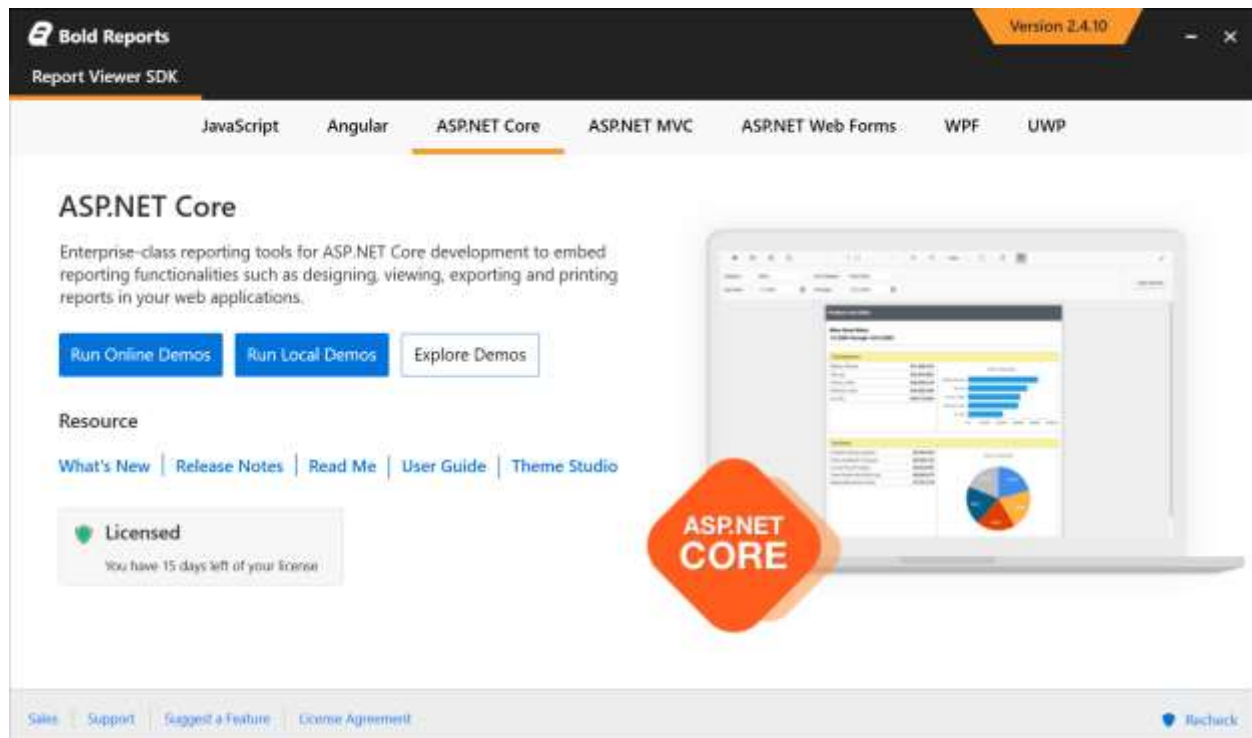 Bold Reports
Version 2.4.10
Report Viewer SDK
JavaScript Angular ASP.NET Core ASP.NET MVC ASP.NET Web Forms WPF UWP
ASP.NET Core
Enterprise-class reporting tools for ASP.NET Core development to embed
reporting functionalities such as designing, viewing, exporting and printing
reports in your web applications.
Run Online Demos Run Local Demos Explore Demos
Resource
What's New Release Notes Read Me User Guide Theme Studio
Licensed
You have 15 days left of your license
ASP.NET
CORE
Sales Support Suggest a Feature License Agreement Recheck